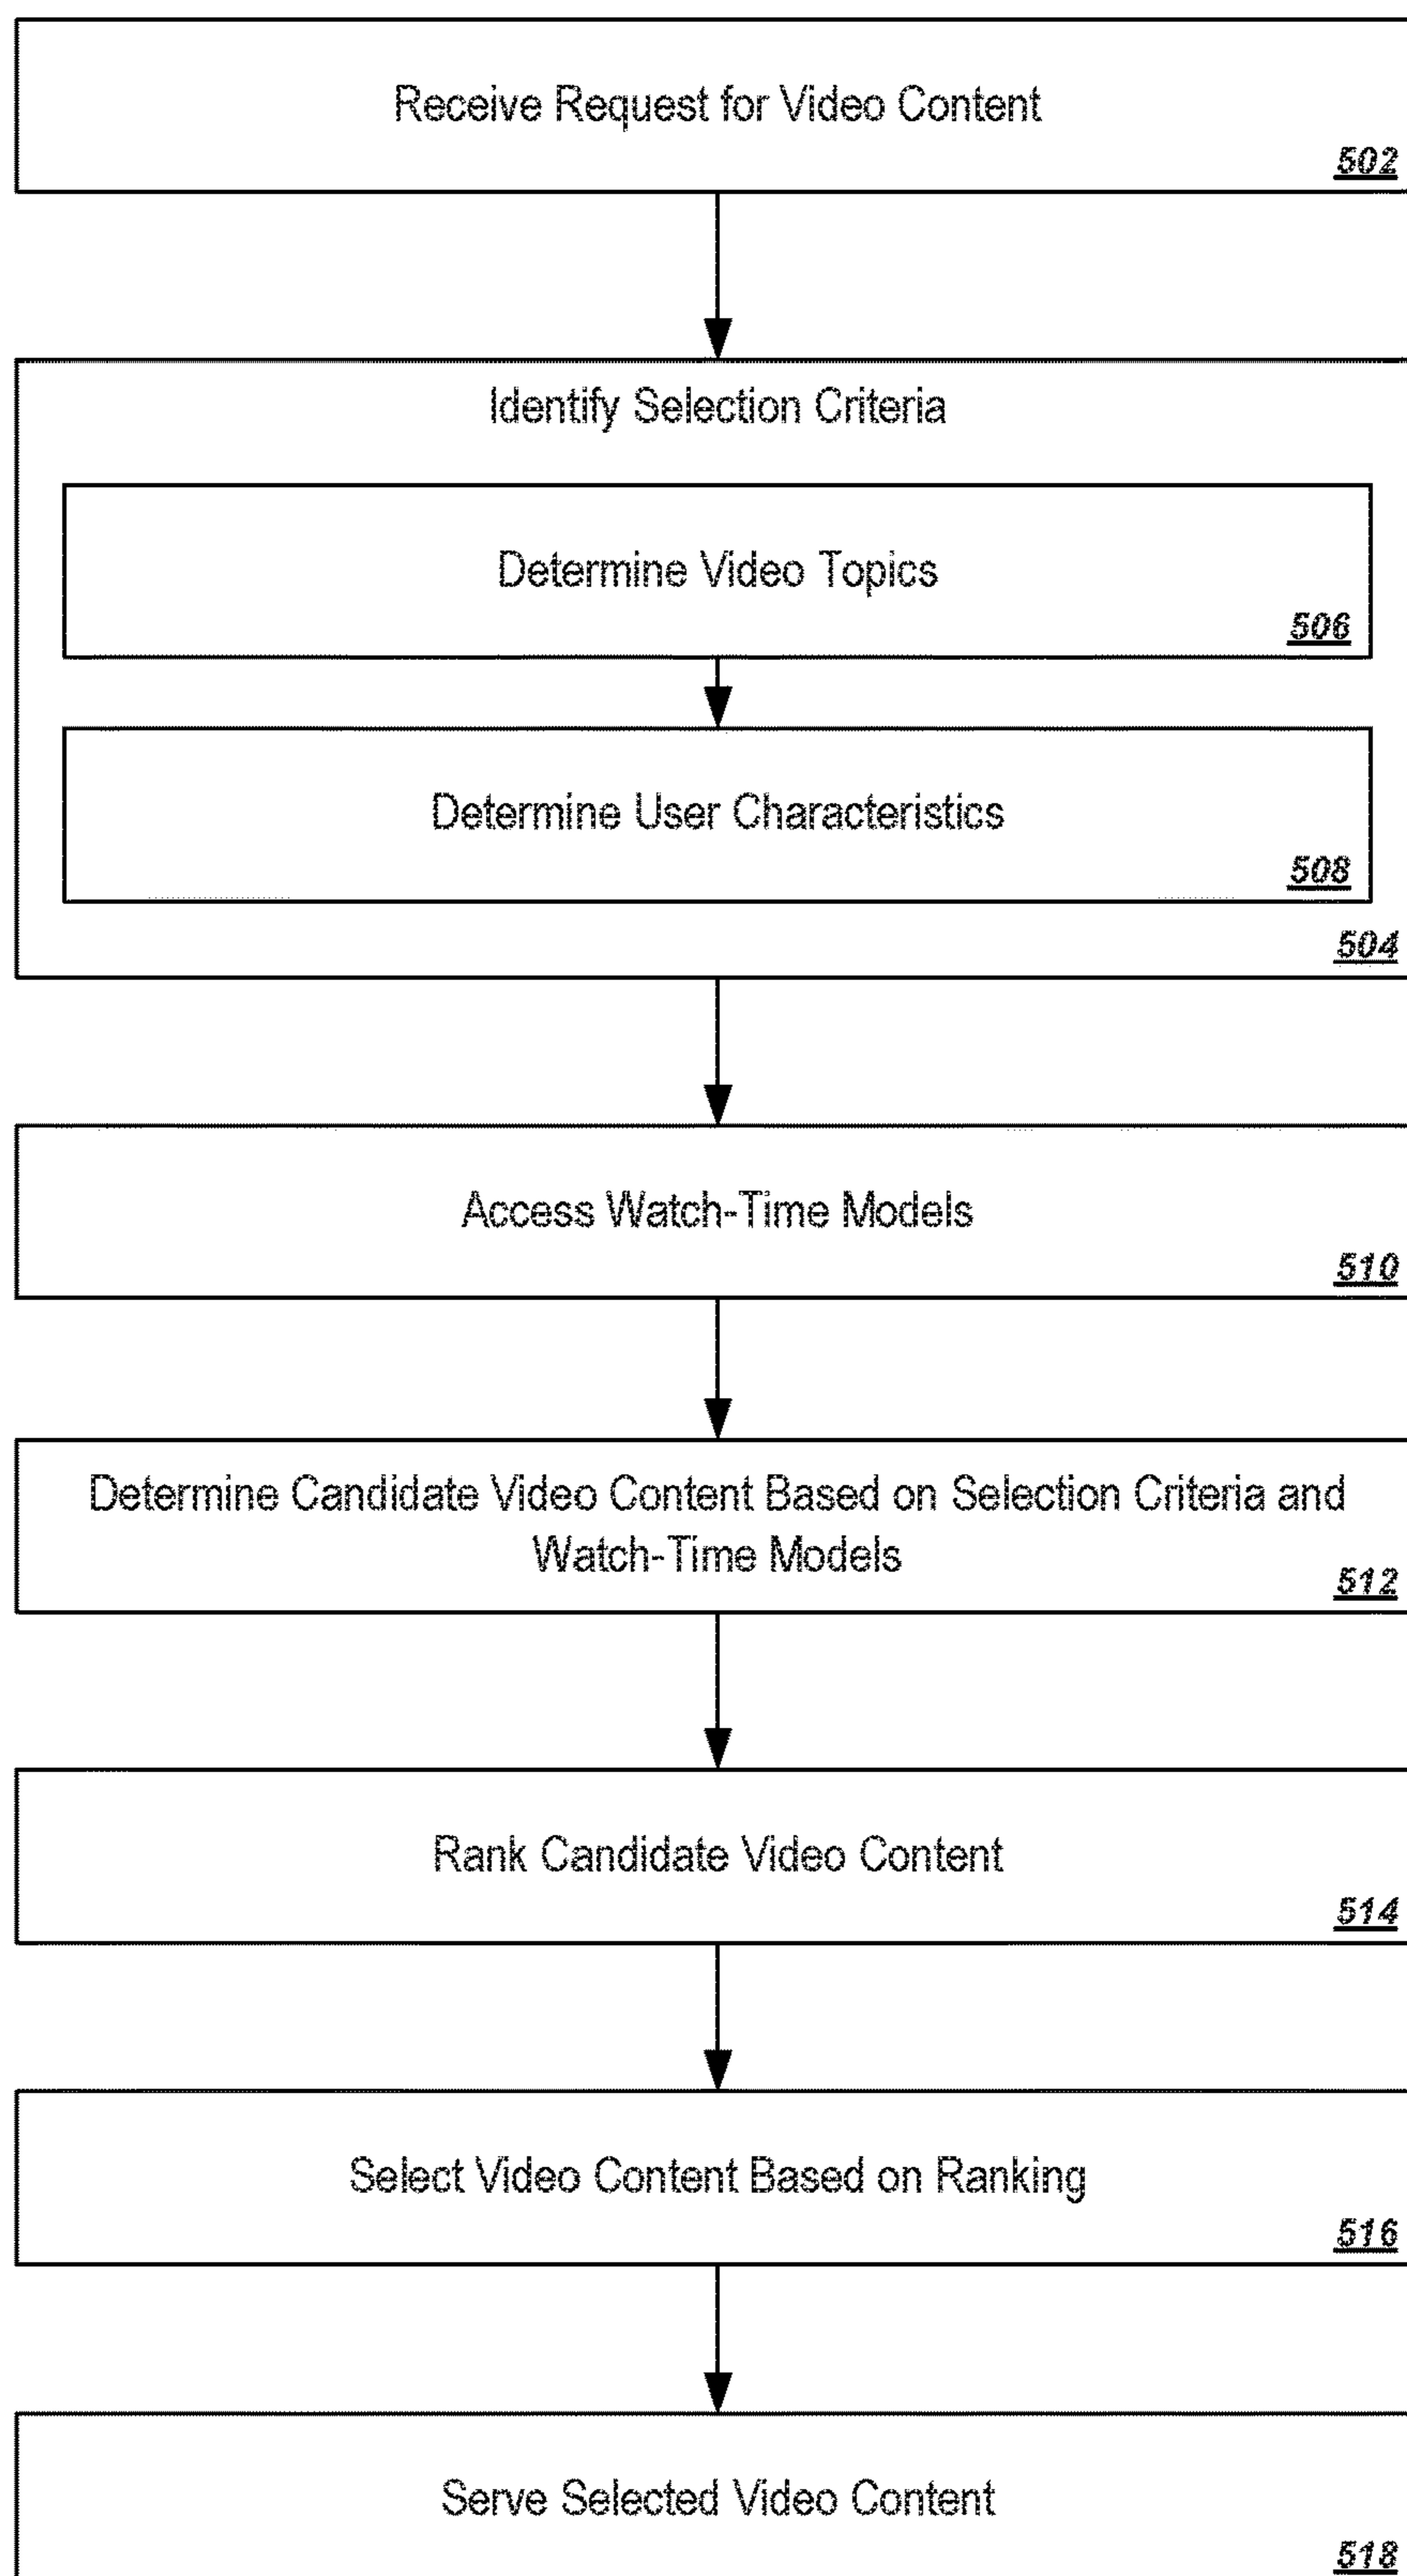 Receive Request for Video Content
502
Identify Selection Criteria
Determine Video Topics
506
Determine User Characteristics
508
504
Access Watch-Time Models
510
Determine Candidate Video Content Based on Selection Criteria and
Watch-Time Models
512
Rank Candidate Video Content
514
Select Video Content Based on Ranking
516
Serve Selected Video Content
518